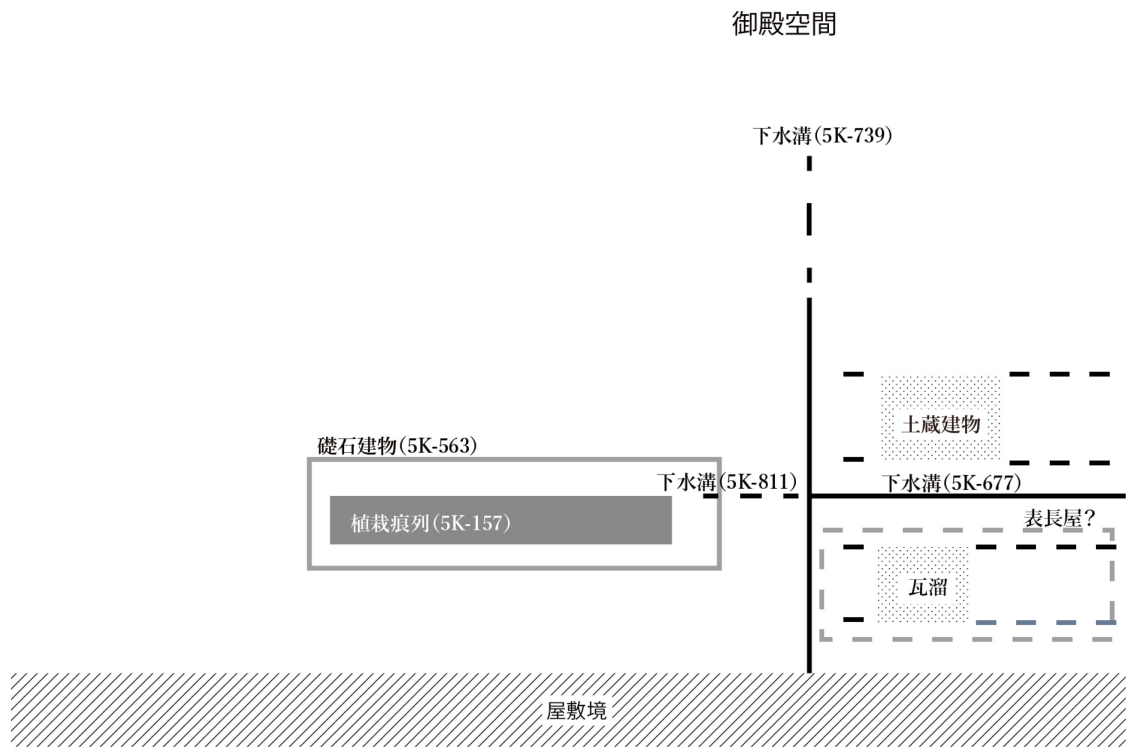 御殿空間
下水溝（5K-739）
土蔵建物
礎石建物（5K-563）
下水溝（5K-811）
下水溝（5K-677）
植栽痕列（5K-157）
表長屋？
瓦溜
屋敷境